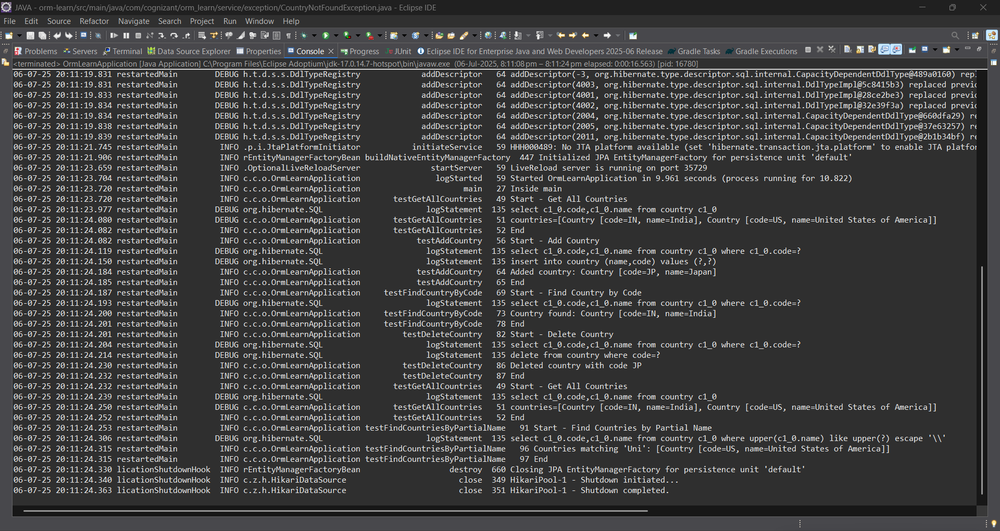 JAVA - orm-learn/src/main/java/com/cognizant/orm_learn/service/exception/CountryNotFoundException.java - Eclipse IDE
File Edit Source Refactor Navigate Search Project Run Window Help
Problems Servers Terminal Data Source Explorer Properties Console Progress JUnit Eclipse IDE for Enterprise Java and Web Developers 2025-06 Release Gradle Tasks Gradle Executions
<terminated> OrmLearnApplication [Java Application] C:\Program Files\Eclipse Adoptium\jdk-17.0.14.7-hotspot\bin\javaw.exe (06-Jul-2025, 8:11:08 pm – 8:11:24 pm elapsed: 0:00:16.563) [pid: 16780]
06-07-25 20:11:19.831 restartedMain DEBUG h.t.d.s.s.DdlTypeRegistry addDescriptor 64 addDescriptor(-3, org.hibernate.type.descriptor.sql.internal.CapacityDependentDdlType@489a0160) repl
06-07-25 20:11:19.831 restartedMain DEBUG h.t.d.s.s.DdlTypeRegistry addDescriptor 64 addDescriptor(4003, org.hibernate.type.descriptor.sql.internal.DdlTypeImpl@5c8415b3) replaced previo
06-07-25 20:11:19.833 restartedMain DEBUG h.t.d.s.s.DdlTypeRegistry addDescriptor 64 addDescriptor(4001, org.hibernate.type.descriptor.sql.internal.DdlTypeImpl@28ce2be3) replaced previo
06-07-25 20:11:19.834 restartedMain DEBUG h.t.d.s.s.DdlTypeRegistry addDescriptor 64 addDescriptor(4002, org.hibernate.type.descriptor.sql.internal.DdlTypeImpl@32e39f3a) replaced previo
06-07-25 20:11:19.834 restartedMain DEBUG h.t.d.s.s.DdlTypeRegistry addDescriptor 64 addDescriptor(2004, org.hibernate.type.descriptor.sql.internal.CapacityDependentDdlType@660dfa29) re
06-07-25 20:11:19.838 restartedMain DEBUG h.t.d.s.s.DdlTypeRegistry addDescriptor 64 addDescriptor(2005, org.hibernate.type.descriptor.sql.internal.CapacityDependentDdlType@37e63257) re
06-07-25 20:11:19.839 restartedMain DEBUG h.t.d.s.s.DdlTypeRegistry addDescriptor 64 addDescriptor(2011, org.hibernate.type.descriptor.sql.internal.CapacityDependentDdlType@2b1b34bf) re
06-07-25 20:11:21.745 restartedMain INFO .p.i.JtaPlatformInitiator initiateService 59 HHH000489: No JTA platform available (set 'hibernate.transaction.jta.platform' to enable JTA platfor
06-07-25 20:11:21.906 restartedMain INFO rEntityManagerFactoryBean buildNativeEntityManagerFactory 447 Initialized JPA EntityManagerFactory for persistence unit 'default'
06-07-25 20:11:23.659 restartedMain INFO .OptionalLiveReloadServer startServer 59 LiveReload server is running on port 35729
06-07-25 20:11:23.704 restartedMain INFO c.c.o.OrmLearnApplication logStarted 59 Started OrmLearnApplication in 9.961 seconds (process running for 10.822)
06-07-25 20:11:23.720 restartedMain INFO c.c.o.OrmLearnApplication main 27 Inside main
06-07-25 20:11:23.720 restartedMain INFO c.c.o.OrmLearnApplication testGetAllCountries 49 Start - Get All Countries
06-07-25 20:11:23.977 restartedMain DEBUG org.hibernate.SQL logStatement 135 select c1_0.code,c1_0.name from country c1_0
06-07-25 20:11:24.080 restartedMain DEBUG c.c.o.OrmLearnApplication testGetAllCountries 51 countries=[Country [code=IN, name=India], Country [code=US, name=United States of America]]
06-07-25 20:11:24.082 restartedMain INFO c.c.o.OrmLearnApplication testGetAllCountries 52 End
06-07-25 20:11:24.082 restartedMain INFO c.c.o.OrmLearnApplication testAddCountry 56 Start - Add Country
06-07-25 20:11:24.119 restartedMain DEBUG org.hibernate.SQL logStatement 135 select c1_0.code,c1_0.name from country c1_0 where c1_0.code=?
06-07-25 20:11:24.150 restartedMain DEBUG org.hibernate.SQL logStatement 135 insert into country (name,code) values (?,?)
06-07-25 20:11:24.184 restartedMain INFO c.c.o.OrmLearnApplication testAddCountry 64 Added country: Country [code=JP, name=Japan]
06-07-25 20:11:24.185 restartedMain INFO c.c.o.OrmLearnApplication testAddCountry 65 End
06-07-25 20:11:24.187 restartedMain INFO c.c.o.OrmLearnApplication testFindCountryByCode 69 Start - Find Country by Code
06-07-25 20:11:24.193 restartedMain DEBUG org.hibernate.SQL logStatement 135 select c1_0.code,c1_0.name from country c1_0 where c1_0.code=?
06-07-25 20:11:24.200 restartedMain INFO c.c.o.OrmLearnApplication testFindCountryByCode 73 Country found: Country [code=IN, name=India]
06-07-25 20:11:24.201 restartedMain INFO c.c.o.OrmLearnApplication testFindCountryByCode 78 End
06-07-25 20:11:24.201 restartedMain INFO c.c.o.OrmLearnApplication testDeleteCountry 82 Start - Delete Country
06-07-25 20:11:24.204 restartedMain DEBUG org.hibernate.SQL logStatement 135 select c1_0.code,c1_0.name from country c1_0 where c1_0.code=?
06-07-25 20:11:24.214 restartedMain DEBUG org.hibernate.SQL logStatement 135 delete from country where code=?
06-07-25 20:11:24.230 restartedMain INFO c.c.o.OrmLearnApplication testDeleteCountry 86 Deleted country with code JP
06-07-25 20:11:24.232 restartedMain INFO c.c.o.OrmLearnApplication testDeleteCountry 87 End
06-07-25 20:11:24.232 restartedMain INFO c.c.o.OrmLearnApplication testGetAllCountries 49 Start - Get All Countries
06-07-25 20:11:24.239 restartedMain DEBUG org.hibernate.SQL logStatement 135 select c1_0.code,c1_0.name from country c1_0
06-07-25 20:11:24.250 restartedMain DEBUG c.c.o.OrmLearnApplication testGetAllCountries 51 countries=[Country [code=IN, name=India], Country [code=US, name=United States of America]]
06-07-25 20:11:24.252 restartedMain INFO c.c.o.OrmLearnApplication testGetAllCountries 52 End
06-07-25 20:11:24.253 restartedMain INFO c.c.o.OrmLearnApplication testFindCountriesByPartialName 91 Start - Find Countries by Partial Name
06-07-25 20:11:24.306 restartedMain DEBUG org.hibernate.SQL logStatement 135 select c1_0.code,c1_0.name from country c1_0 where upper(c1_0.name) like upper(?) escape '\\'
06-07-25 20:11:24.315 restartedMain INFO c.c.o.OrmLearnApplication testFindCountriesByPartialName 96 Countries matching 'Uni': [Country [code=US, name=United States of America]]
06-07-25 20:11:24.315 restartedMain INFO c.c.o.OrmLearnApplication testFindCountriesByPartialName 97 End
06-07-25 20:11:24.330 licationShutdownHook INFO rEntityManagerFactoryBean destroy 660 Closing JPA EntityManagerFactory for persistence unit 'default'
06-07-25 20:11:24.340 licationShutdownHook INFO c.z.h.HikariDataSource close 349 HikariPool-1 - Shutdown initiated...
06-07-25 20:11:24.363 licationShutdownHook INFO c.z.h.HikariDataSource close 351 HikariPool-1 - Shutdown completed.